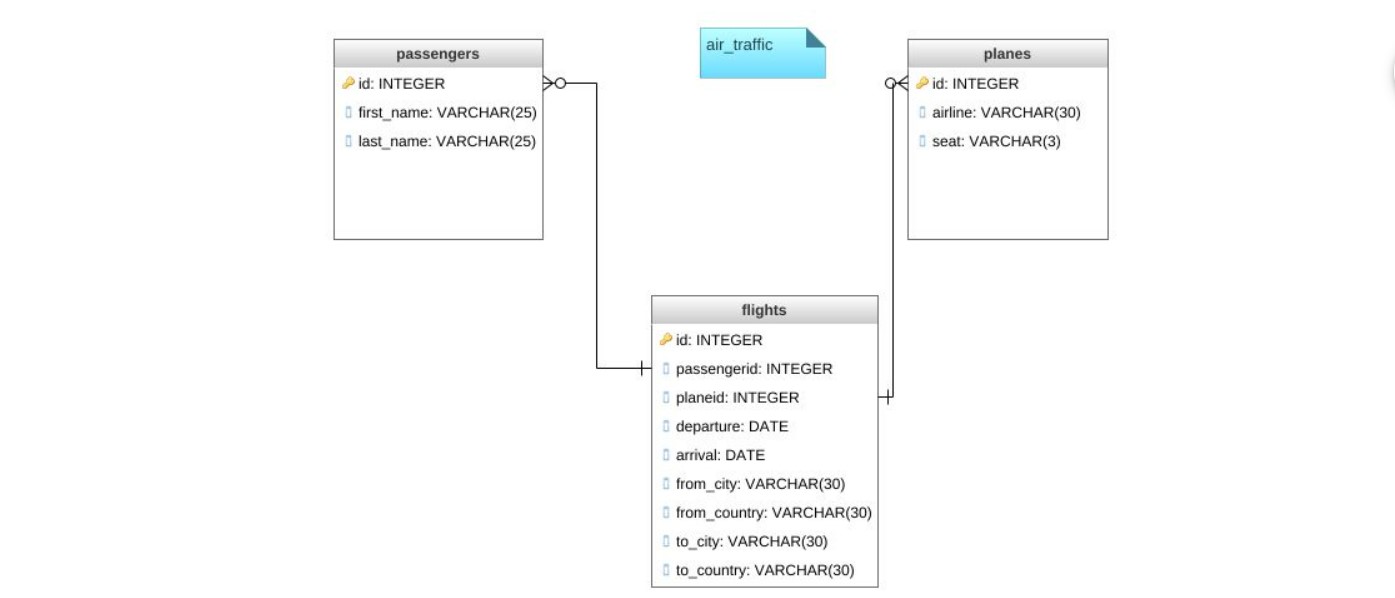 passengers
id: INTEGER
first_name: VARCHAR(25)
last_name: VARCHAR(25)
air_traffic
planes
id: INTEGER
airline: VARCHAR(30)
seat: VARCHAR(3)
flights
id: INTEGER
passengerid: INTEGER
planeid: INTEGER
departure: DATE
arrival: DATE
from_city: VARCHAR(30)
from_country: VARCHAR(30)
to_city: VARCHAR(30)
to_country: VARCHAR(30)